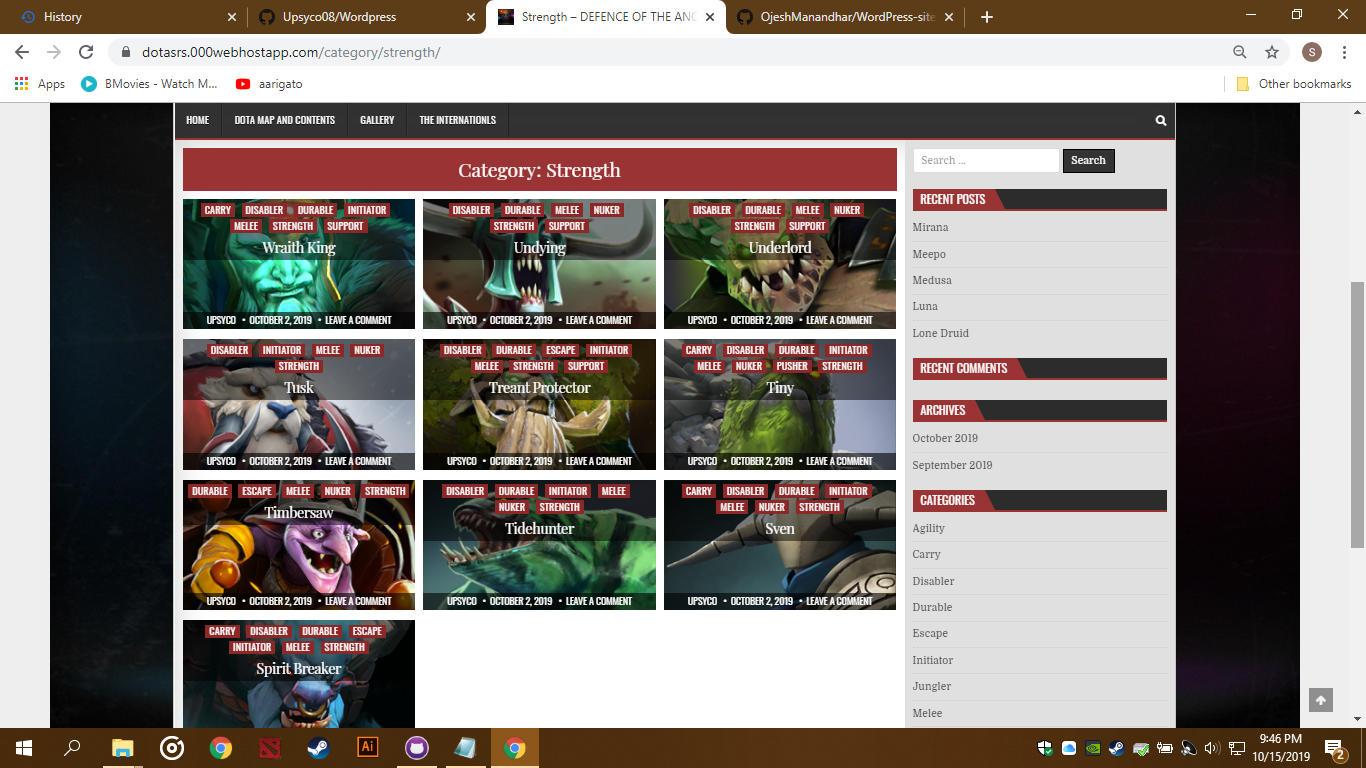 History
Upsyco08/Wordpress
Strength – DEFENCE OF THE ANC
OjeshManandhar/WordPress-site
dotasrs.000webhostapp.com/category/strength/
S
Apps
BMovies - Watch M...
aarigato
Other bookmarks
HOME
DOTA MAP AND CONTENTS
GALLERY
THE INTERNATIONLS
Category: Strength
CARRY DISABLER DURABLE INITIATOR
MELEE STRENGTH SUPPORT
Wraith King
UPSYCO • OCTOBER 2, 2019 • LEAVE A COMMENT
DISABLER DURABLE MELEE NUKER
STRENGTH SUPPORT
Undying
UPSYCO • OCTOBER 2, 2019 • LEAVE A COMMENT
DISABLER DURABLE MELEE NUKER
STRENGTH SUPPORT
Underlord
UPSYCO • OCTOBER 2, 2019 • LEAVE A COMMENT
DISABLER INITIATOR MELEE NUKER
STRENGTH
Tusk
UPSYCO • OCTOBER 2, 2019 • LEAVE A COMMENT
DISABLER DURABLE ESCAPE INITIATOR
MELEE STRENGTH SUPPORT
Treant Protector
UPSYCO • OCTOBER 2, 2019 • LEAVE A COMMENT
CARRY DISABLER DURABLE INITIATOR
MELEE NUKER PUSHER STRENGTH
Tiny
UPSYCO • OCTOBER 2, 2019 • LEAVE A COMMENT
DURABLE ESCAPE MELEE NUKER STRENGTH
Timbersaw
UPSYCO • OCTOBER 2, 2019 • LEAVE A COMMENT
DISABLER DURABLE INITIATOR MELEE
NUKER STRENGTH
Tidehunter
UPSYCO • OCTOBER 2, 2019 • LEAVE A COMMENT
CARRY DISABLER DURABLE INITIATOR
MELEE NUKER STRENGTH
Sven
UPSYCO • OCTOBER 2, 2019 • LEAVE A COMMENT
CARRY DISABLER DURABLE ESCAPE
INITIATOR MELEE STRENGTH
Spirit Breaker
Search ...
Search
RECENT POSTS
Mirana
Meepo
Medusa
Luna
Lone Druid
RECENT COMMENTS
ARCHIVES
October 2019
September 2019
CATEGORIES
Agility
Carry
Disabler
Durable
Escape
Initiator
Jungler
Melee
Ai
9:46 PM
10/15/2019
2